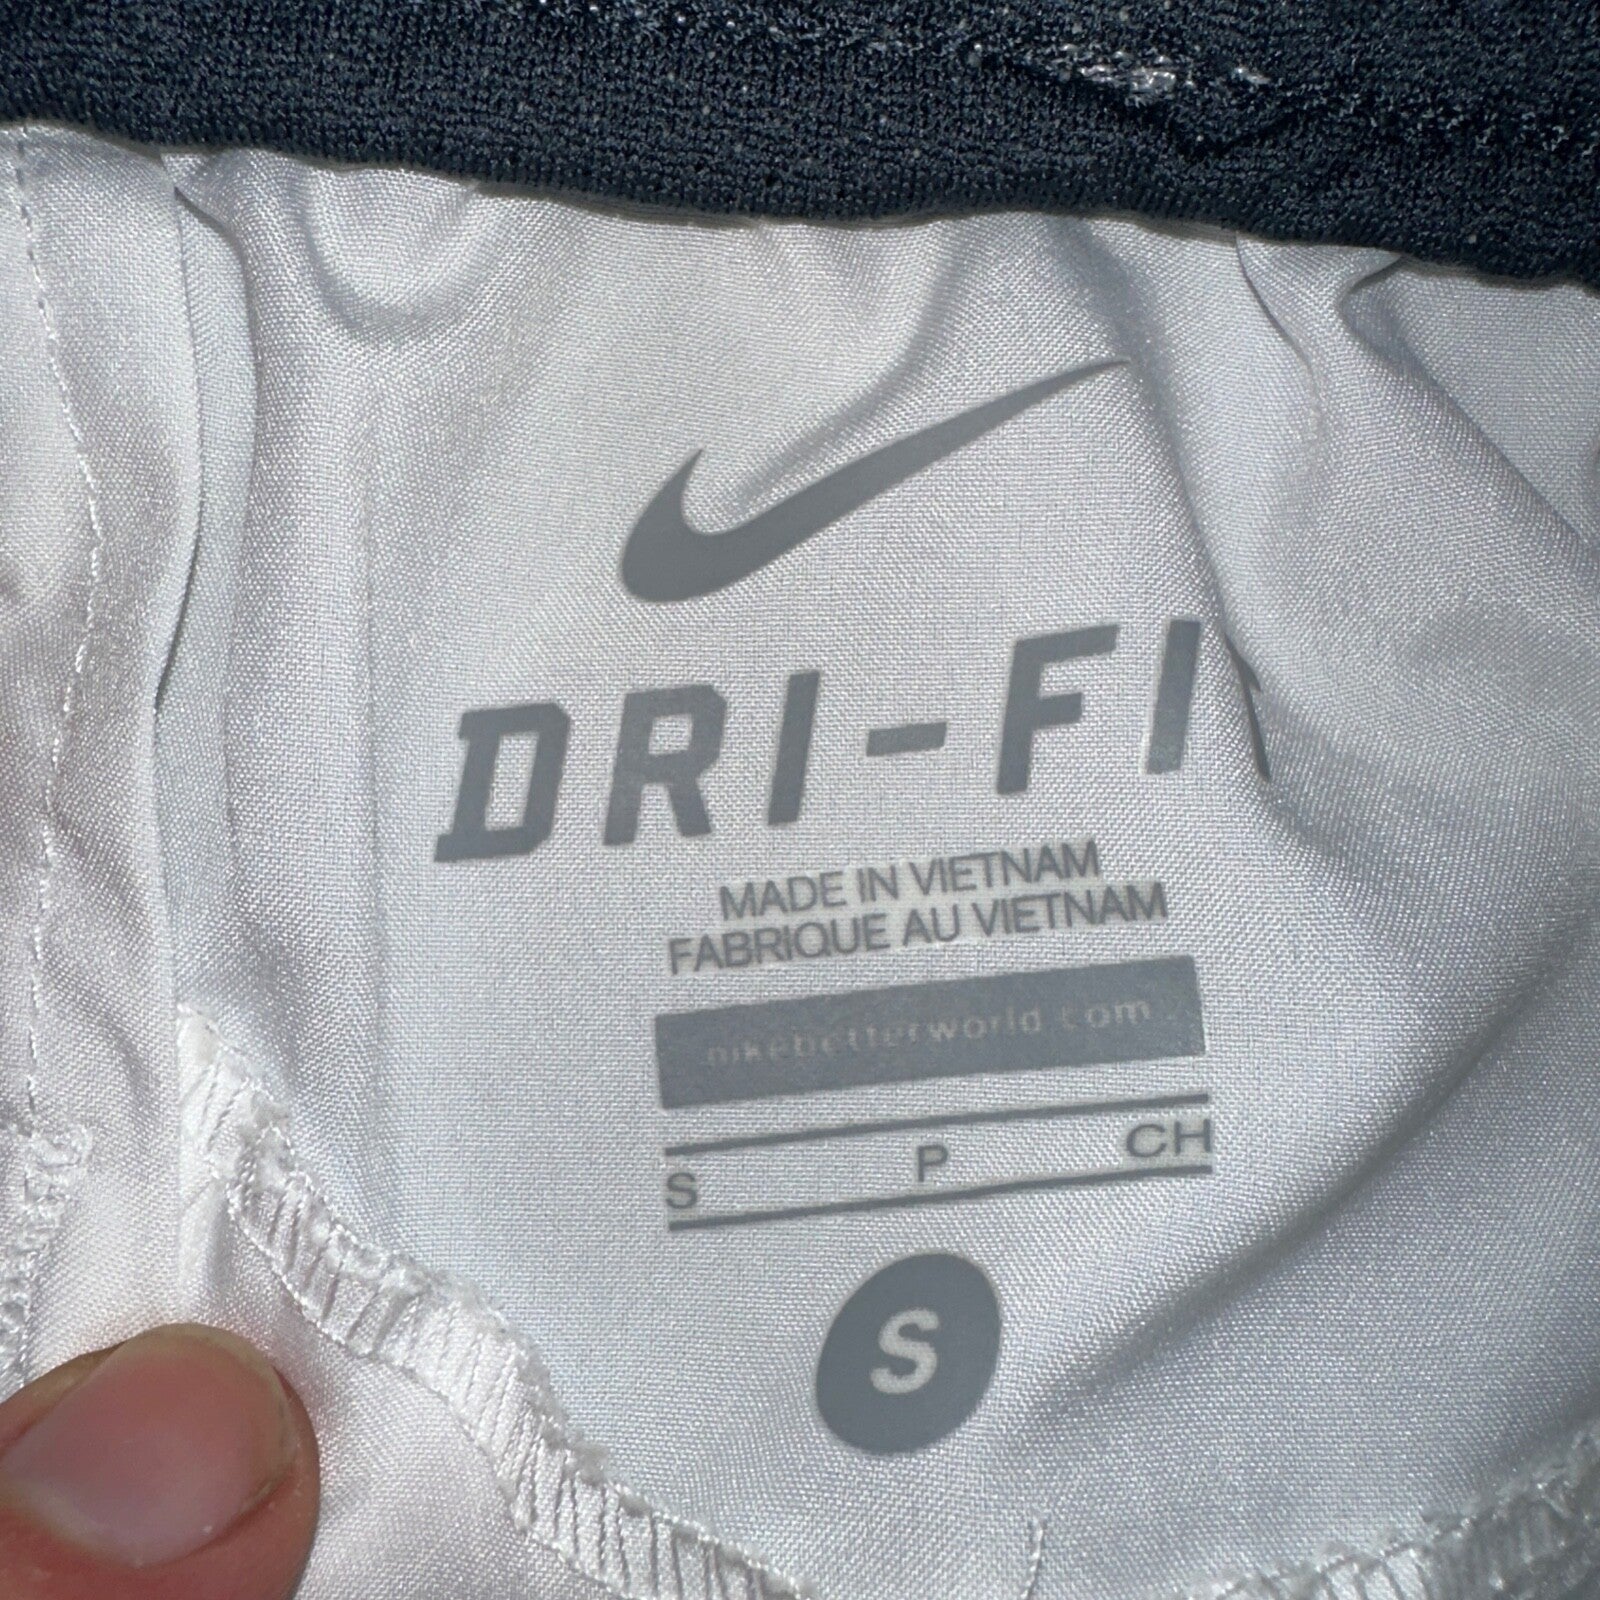 DRI-FI
MADE IN VIETNAM
FABRIQUE AU VIETNAM
nikebetterworld.com
S P CH
S